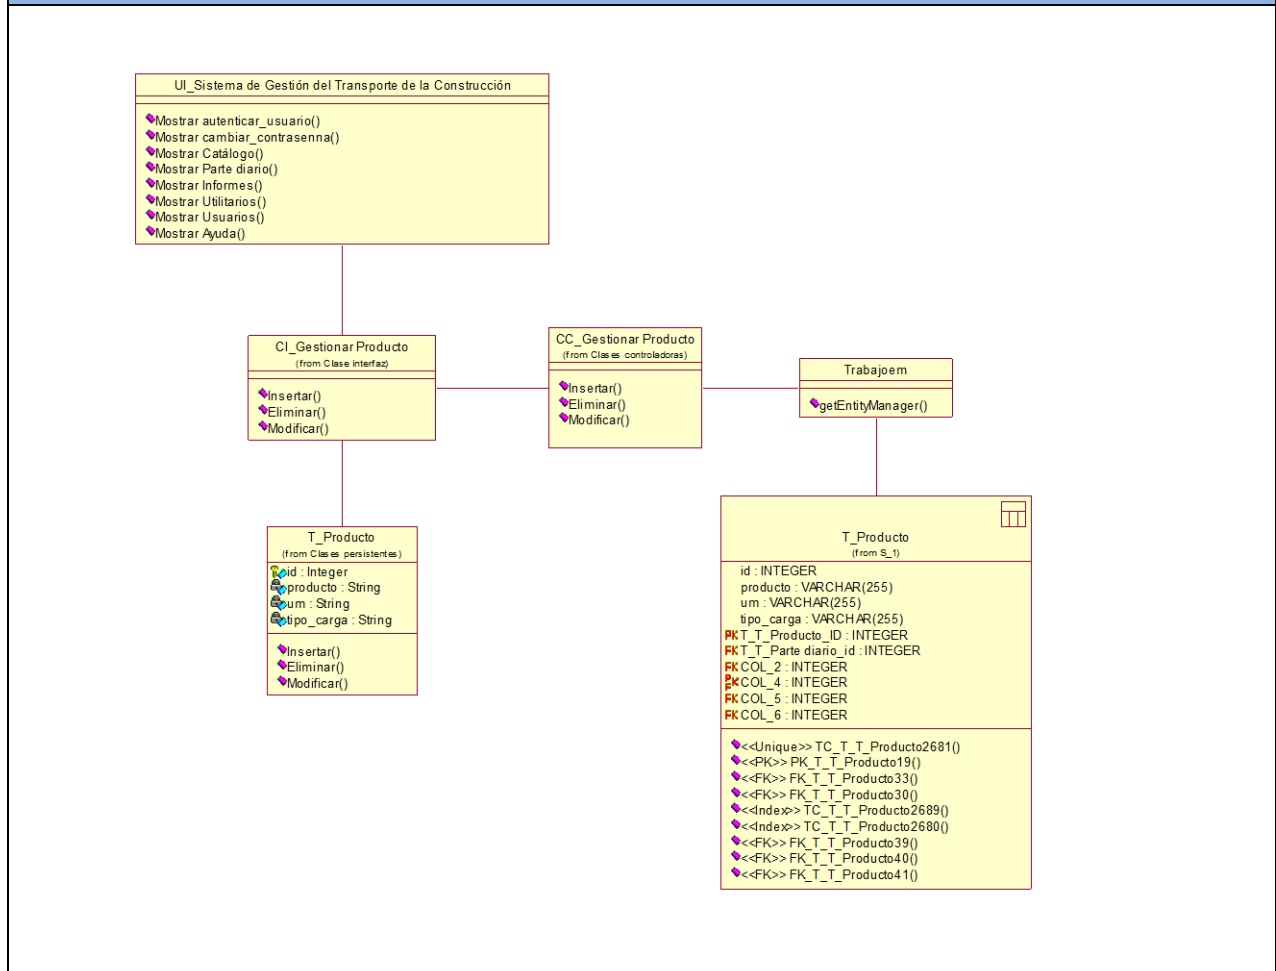 UI_Sistema de Gestión del Transporte de la Construcción
Mostrar autenticar_usuario()
Mostrar cambiar_contrasenna()
Mostrar Catálogo()
Mostrar Parte diario()
Mostrar Informes()
Mostrar Utilitarios()
Mostrar Usuarios()
Mostrar Ayuda()
CI_Gestionar Producto
(from Clase interfaz)
Insertar()
Eliminar()
Modificar()
CC_Gestionar Producto
(from Clases controladoras)
Insertar()
Eliminar()
Modificar()
Trabajoem
getEntityManager()
T_Producto
(from Clases persistentes)
id : Integer
producto : String
um : String
tipo_carga : String
Insertar()
Eliminar()
Modificar()
T_Producto
(from S_1)
id : INTEGER
producto : VARCHAR(255)
um : VARCHAR(255)
tipo_carga : VARCHAR(255)
PK T_T_Producto_ID : INTEGER
FK T_T_Parte diario_id : INTEGER
FK COL_2 : INTEGER
PFK COL_4 : INTEGER
FK COL_5 : INTEGER
FK COL_6 : INTEGER
<<Unique>> TC_T_T_Producto2681()
<<PK>> PK_T_T_Producto19()
<<FK>> FK_T_T_Producto33()
<<FK>> FK_T_T_Producto30()
<<Index>> TC_T_T_Producto2689()
<<Index>> TC_T_T_Producto2680()
<<FK>> FK_T_T_Producto39()
<<FK>> FK_T_T_Producto40()
<<FK>> FK_T_T_Producto41()